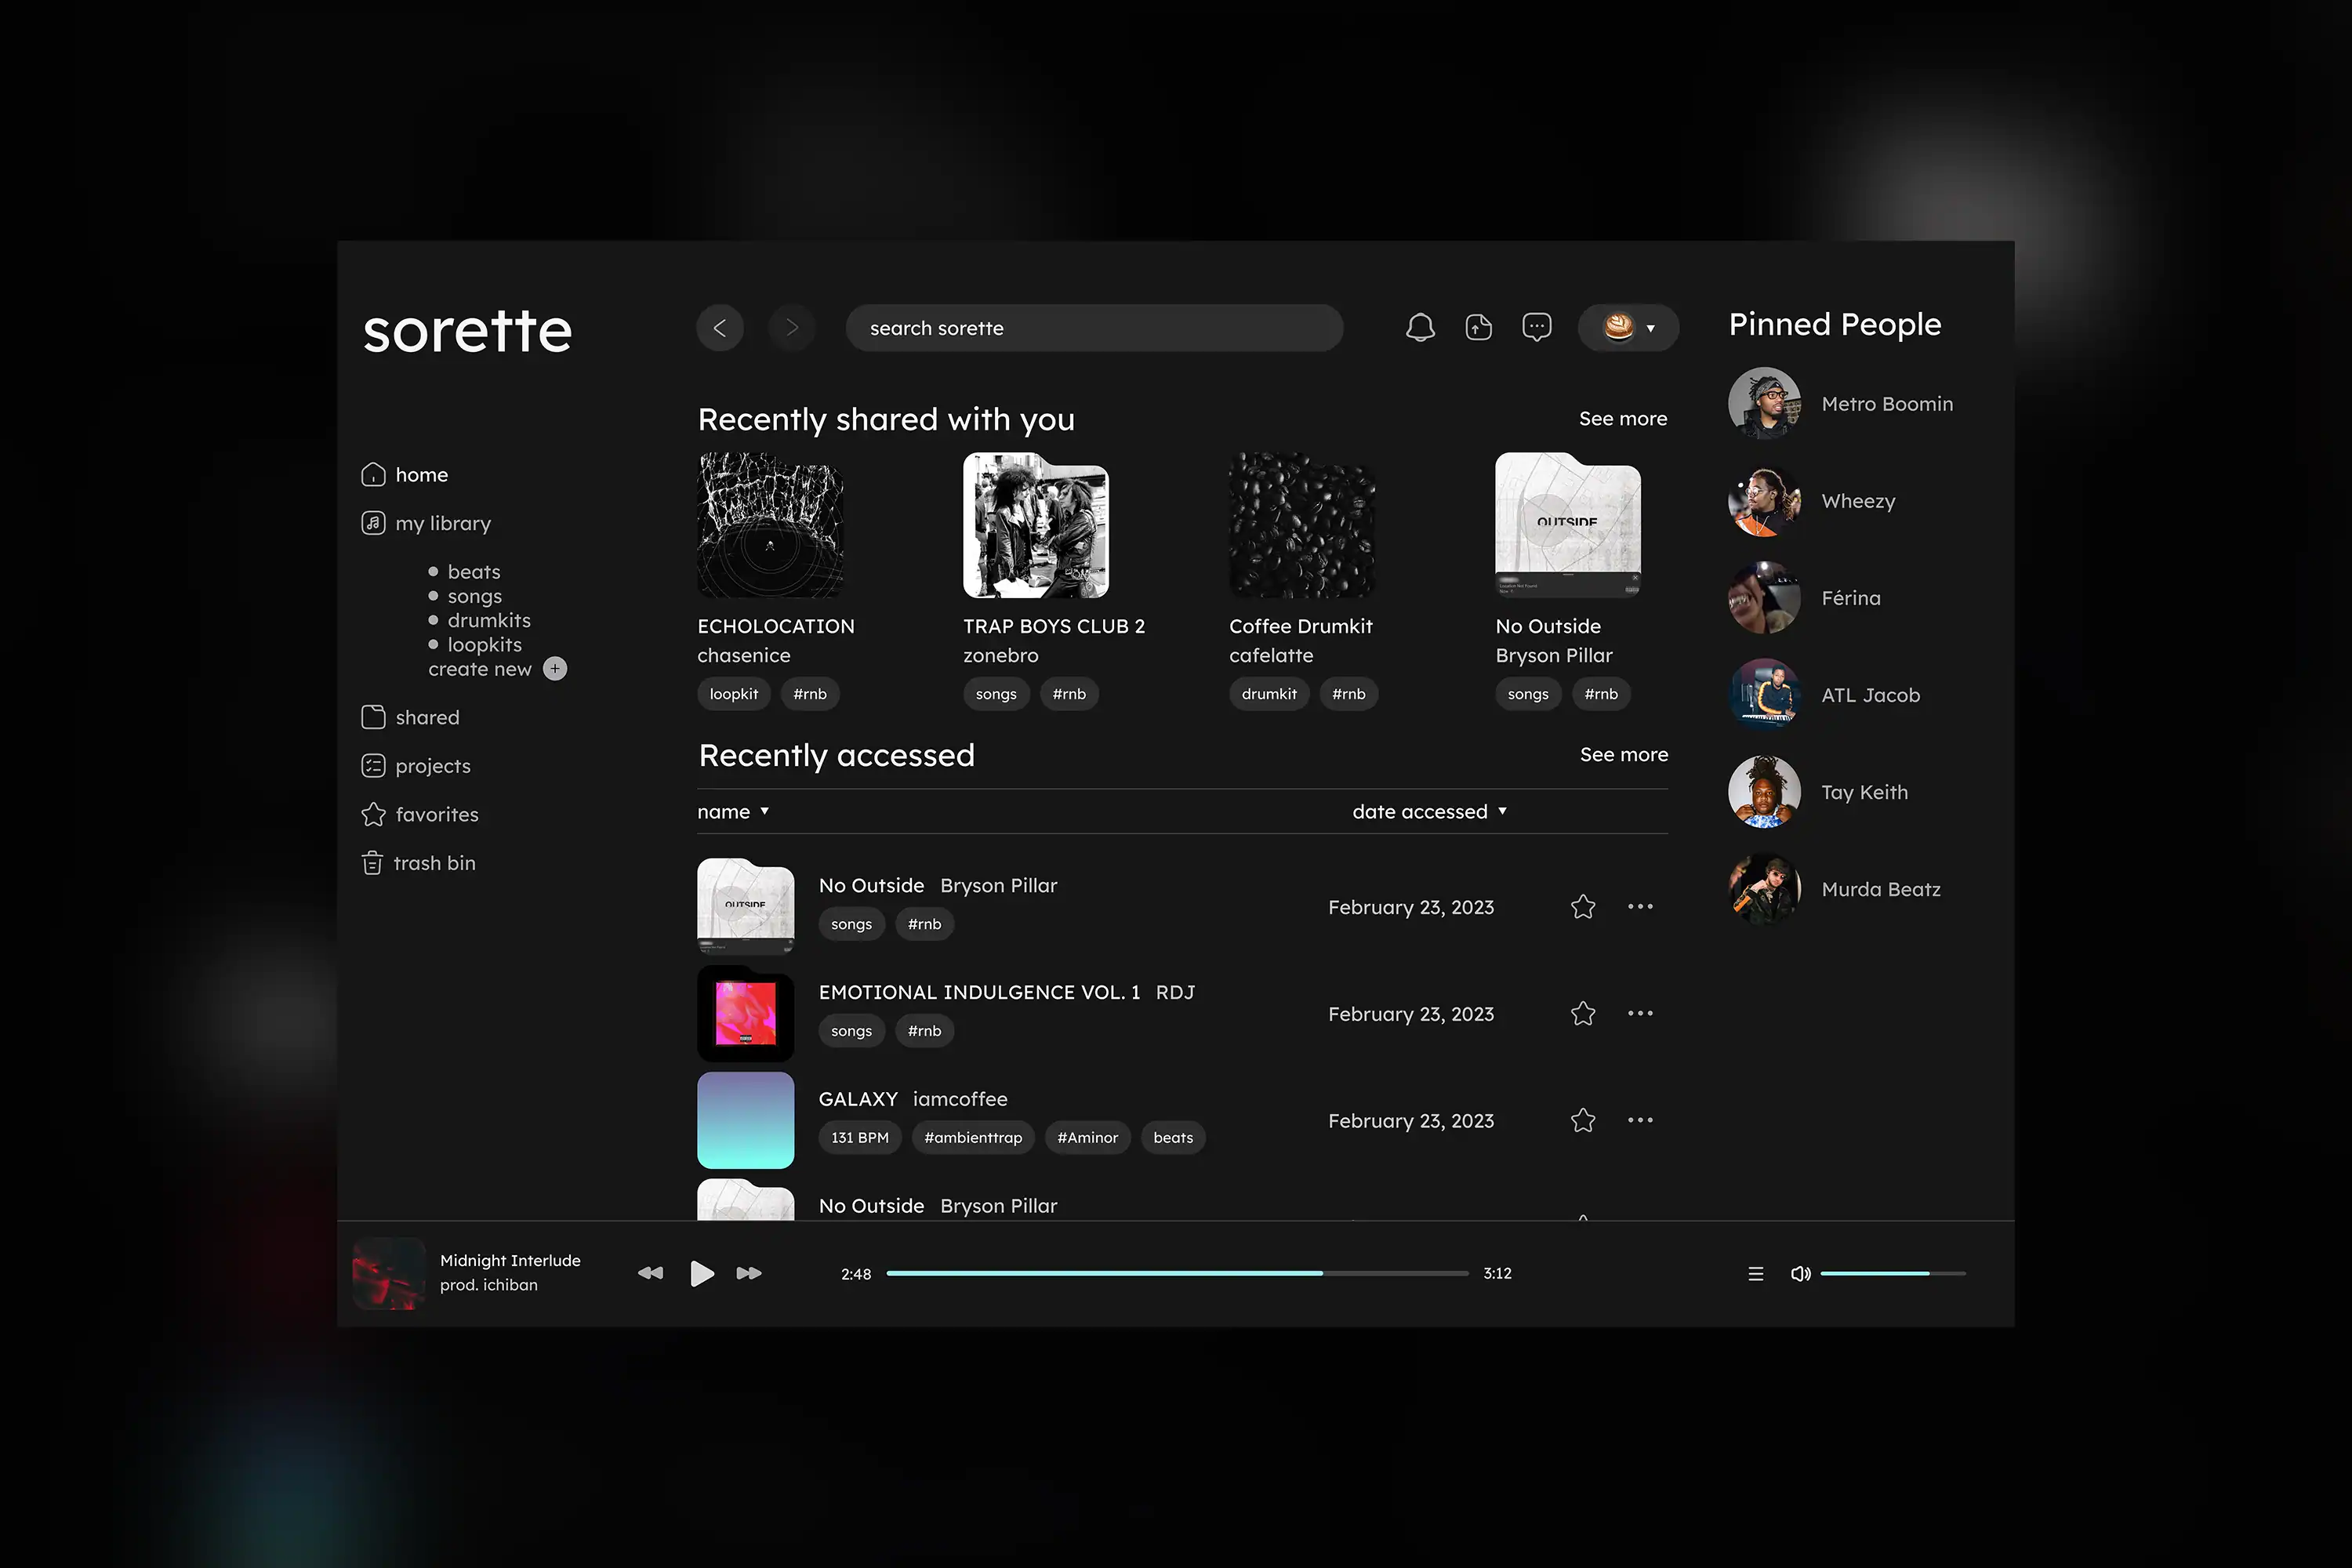 sorette
search sorette
Pinned People
Metro Boomin
Wheezy
Férina
ATL Jacob
Tay Keith
Murda Beatz
home
my library
beats
songs
drumkits
loopkits
create new
shared
projects
favorites
trash bin
Recently shared with you
See more
OUTSIDE
ECHOLOCATION
chasenice
loopkit #rnb
TRAP BOYS CLUB 2
zonebro
songs #rnb
Coffee Drumkit
cafelatte
drumkit #rnb
No Outside
Bryson Pillar
songs #rnb
Recently accessed
See more
name
date accessed
OUTSIDE
No Outside Bryson Pillar
songs #rnb
February 23, 2023
EMOTIONAL INDULGENCE VOL. 1 RDJ
songs #rnb
February 23, 2023
GALAXY iamcoffee
131 BPM #ambienttrap #Aminor beats
February 23, 2023
No Outside Bryson Pillar
Midnight Interlude
prod. ichiban
2:48
3:12